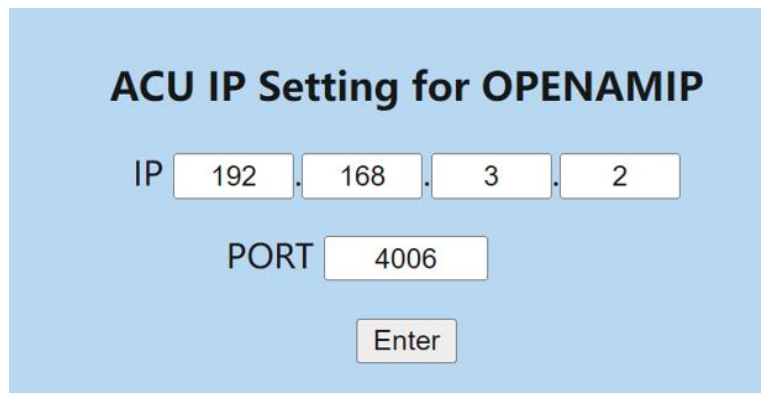 ACU IP Setting for OPENAMIP
IP 192 . 168 . 3 . 2
PORT 4006
Enter